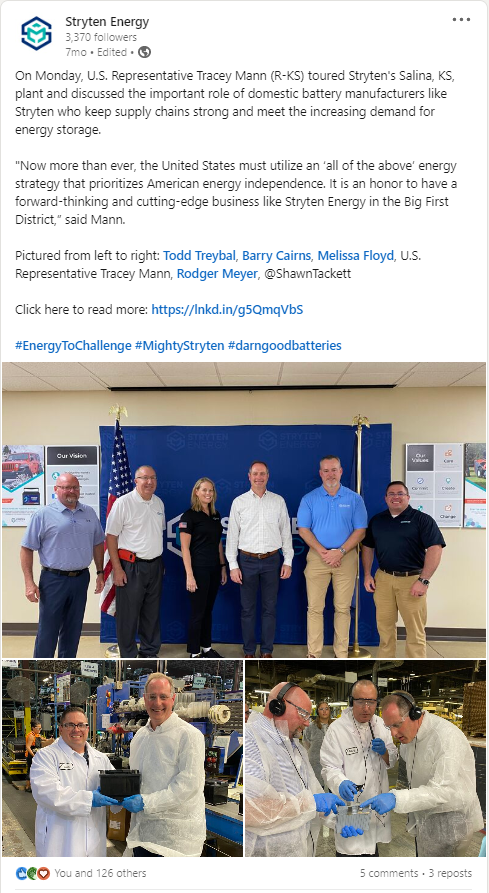 Stryten Energy
3,370 followers
7mo • Edited •
On Monday, U.S. Representative Tracey Mann (R-KS) toured Stryten's Salina, KS,
plant and discussed the important role of domestic battery manufacturers like
Stryten who keep supply chains strong and meet the increasing demand for
energy storage.
"Now more than ever, the United States must utilize an ‘all of the above’ energy
strategy that prioritizes American energy independence. It is an honor to have a
forward-thinking and cutting-edge business like Stryten Energy in the Big First
District,” said Mann.
Pictured from left to right: Todd Treybal, Barry Cairns, Melissa Floyd, U.S.
Representative Tracey Mann, Rodger Meyer, @ShawnTackett
Click here to read more: https://lnkd.in/g5QmqVbS
#EnergyToChallenge #MightyStryten #darngoodbatteries
STRYTEN
Our Vision
Our Values
Care
Connect
Create
Change
STRYTEN
You and 126 others
5 comments • 3 reposts